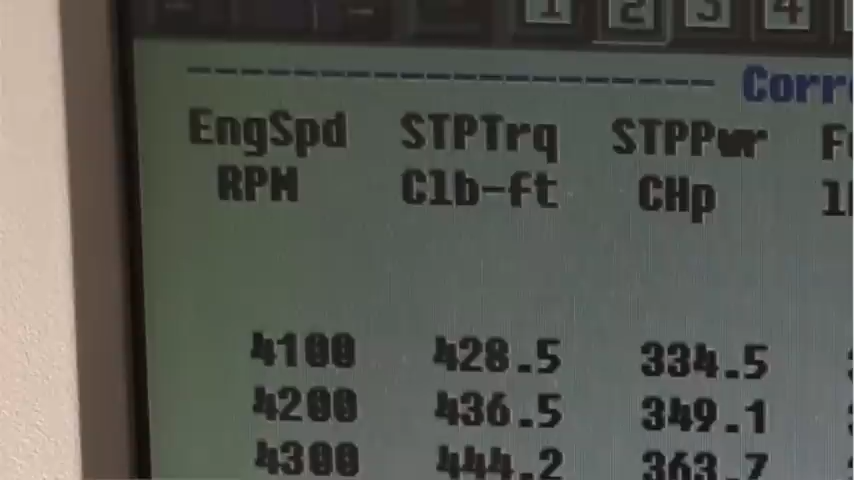 1 2 3 4
EngSpd STPTrq STPPwr
RPM Clb-ft CHp
4100 428.5 334.5
4200 436.5 349.1
4300 444.2 363.7